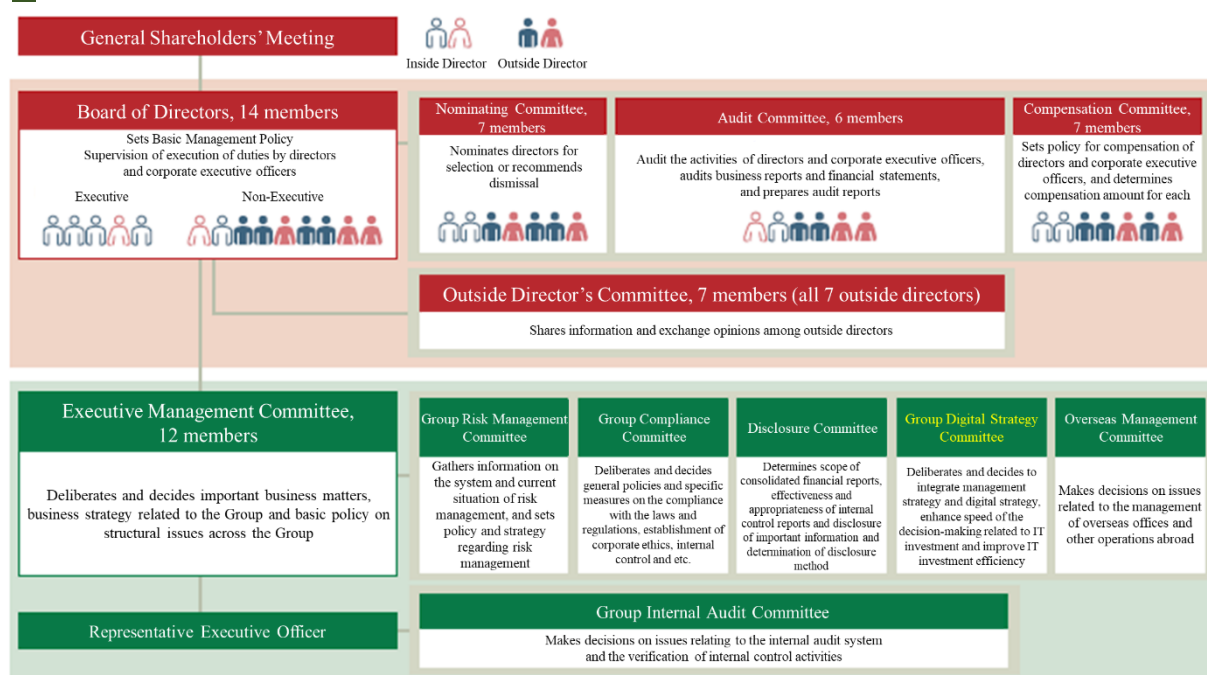 General Shareholders' Meeting
Inside Director
Outside Director
Board of Directors, 14 members
Sets Basic Management Policy
Supervision of execution of duties by directors
and corporate executive officers
Executive
Non-Executive
Nominating Committee,
7 members
Nominates directors for
selection or recommends
dismissal
Audit Committee, 6 members
Audit the activities of directors and corporate executive officers,
audits business reports and financial statements,
and prepares audit reports
Compensation Committee,
7 members
Sets policy for compensation of
directors and corporate executive
officers, and determines
compensation amount for each
Outside Director's Committee, 7 members (all 7 outside directors)
Shares information and exchange opinions among outside directors
Executive Management Committee,
12 members
Deliberates and decides important business matters,
business strategy related to the Group and basic policy on
structural issues across the Group
Group Risk Management
Committee
Gathers information on
the system and current
situation of risk
management, and sets
policy and strategy
regarding risk
management
Group Compliance
Committee
Deliberates and decides
general policies and specific
measures on the compliance
with the laws and
regulations, establishment of
corporate ethics, internal
control and etc.
Disclosure Committee
Determines scope of
consolidated financial reports,
effectiveness and
appropriateness of internal
control reports and disclosure
of important information and
determination of disclosure
method
Group Digital Strategy
Committee
Deliberates and decides to
integrate management
strategy and digital strategy,
enhance speed of the
decision-making related to IT
investment and improve IT
investment efficiency
Overseas Management
Committee
Makes decisions on issues
related to the management
of overseas offices and
other operations abroad
Representative Executive Officer
Group Internal Audit Committee
Makes decisions on issues relating to the internal audit system
and the verification of internal control activities